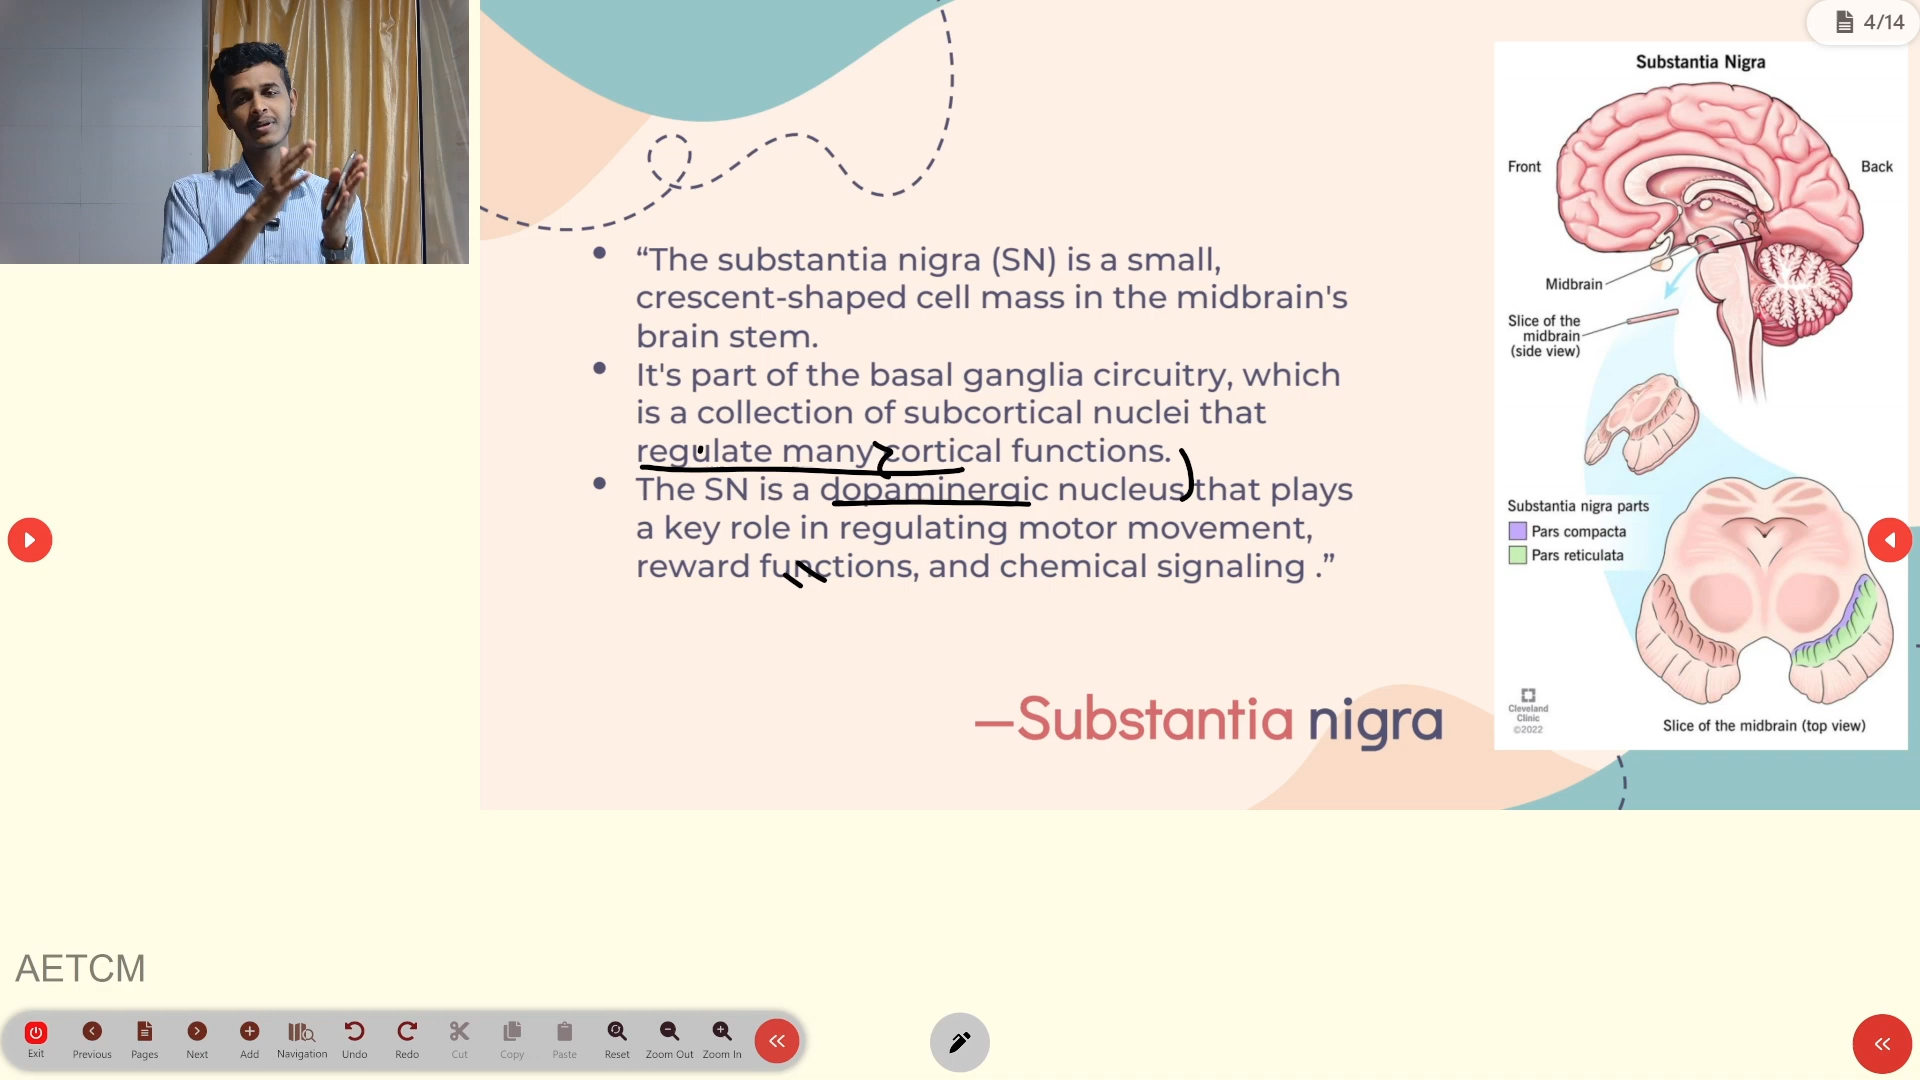 4/14
“The substantia nigra (SN) is a small,
crescent-shaped cell mass in the midbrain's
brain stem.
It's part of the basal ganglia circuitry, which
is a collection of subcortical nuclei that
regulate many cortical functions.
The SN is a dopaminergic nucleus that plays
a key role in regulating motor movement,
reward functions, and chemical signaling .”
—Substantia nigra
Substantia Nigra
Front
Back
Midbrain
Slice of the
midbrain
(side view)
Substantia nigra parts
Pars compacta
Pars reticulata
Cleveland
Clinic
©2022
Slice of the midbrain (top view)
AETCM
Exit
Previous
Pages
Next
Add
Navigation
Undo
Redo
Cut
Copy
Paste
Reset
Zoom Out
Zoom In